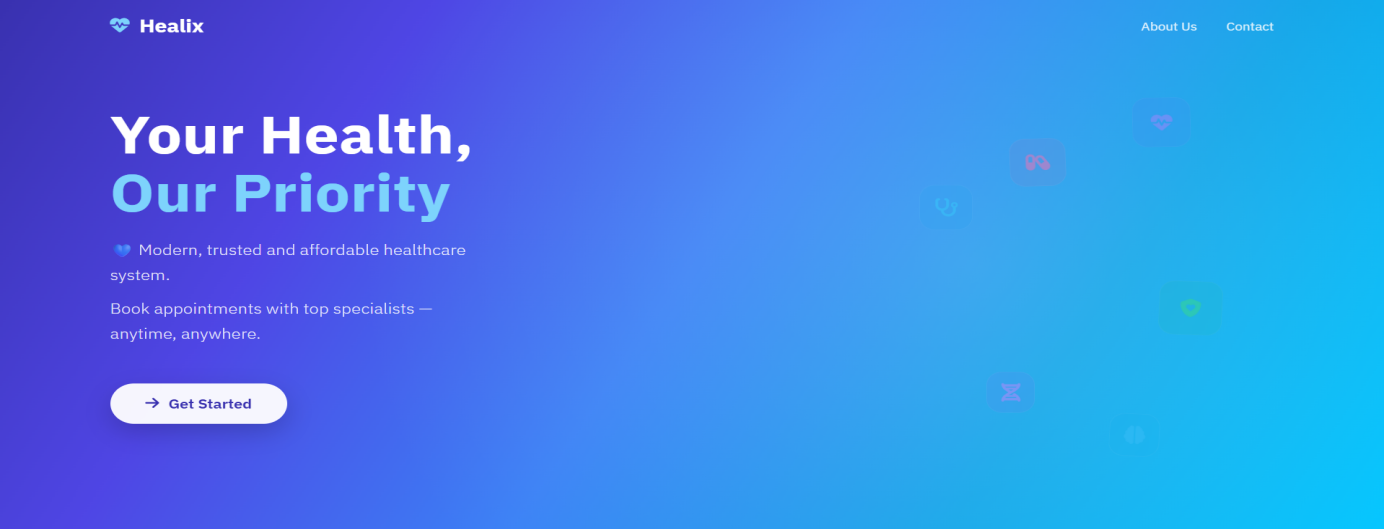 Healix
About Us
Contact
Your Health,
Our Priority
💙 Modern, trusted and affordable healthcare
system.
Book appointments with top specialists —
anytime, anywhere.
→ Get Started